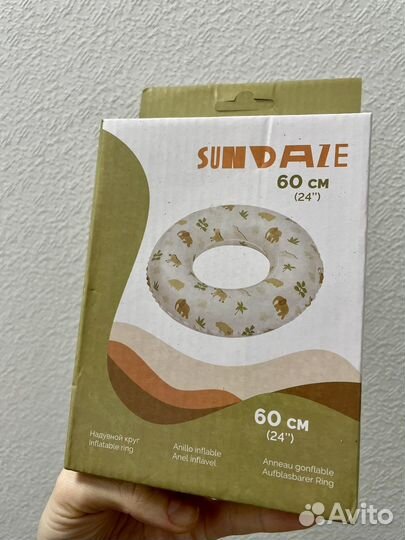 SUNDAZE
60 см
(24")
60 см
(24")
Надувной круг
Inflatable ring
Anillo inflable
Anel inflável
Anneau gonflable
Aufblasbarer Ring
Avito